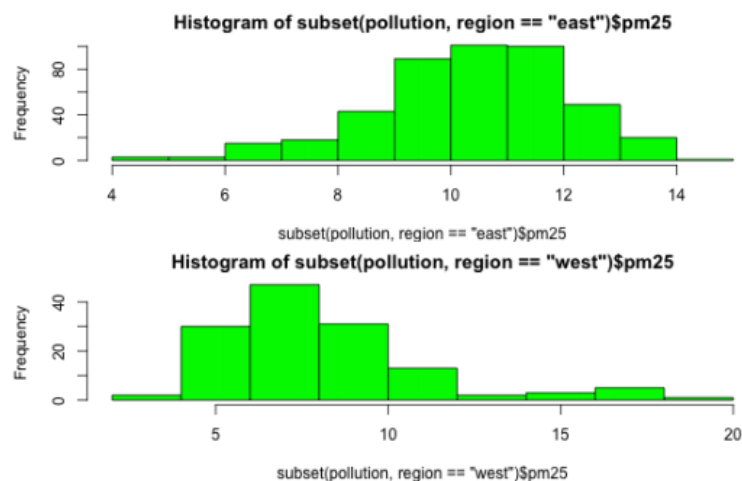 Histogram of subset(pollution, region == "east")$pm25
Frequency
0 40 80
4 6 8 10 12 14
subset(pollution, region == "east")$pm25
Histogram of subset(pollution, region == "west")$pm25
Frequency
0 20 40
5 10 15 20
subset(pollution, region == "west")$pm25